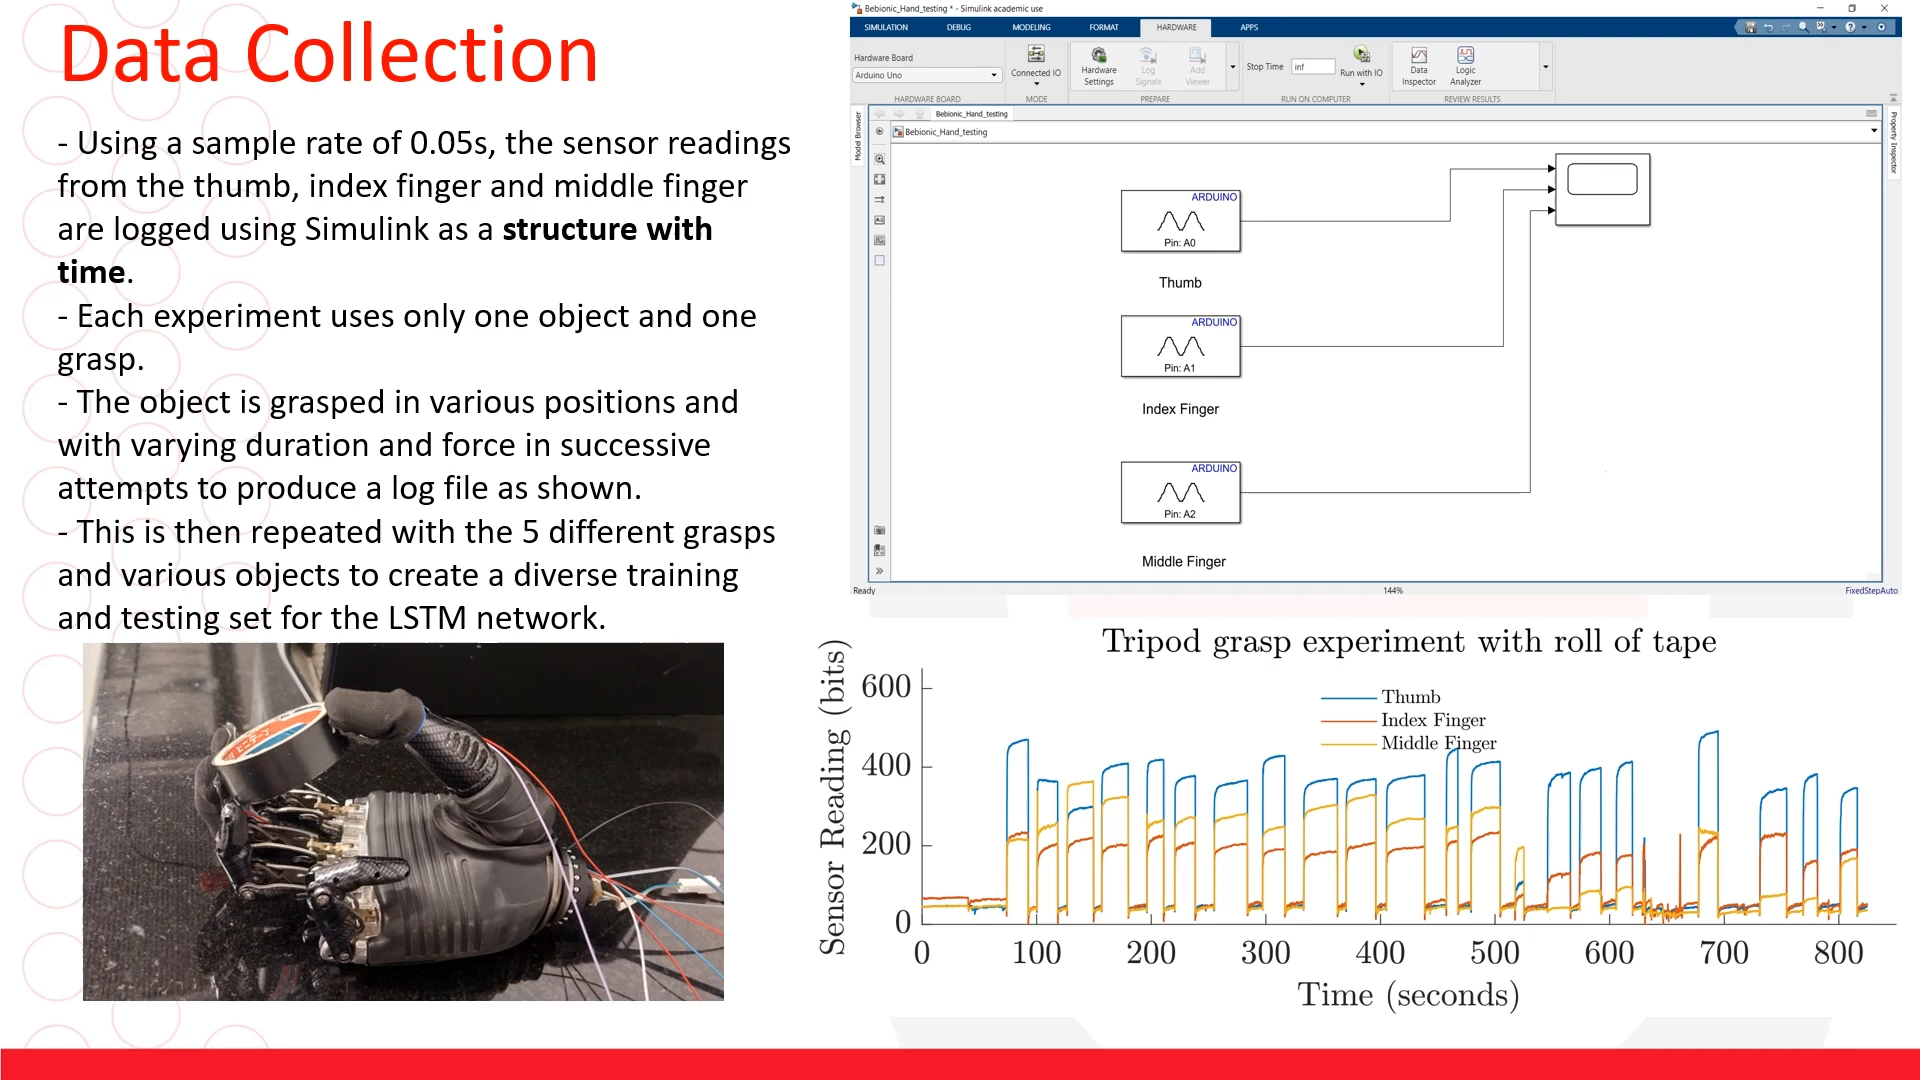 Data Collection
- Using a sample rate of 0.05s, the sensor readings
from the thumb, index finger and middle finger
are logged using Simulink as a structure with
time.
- Each experiment uses only one object and one
grasp.
- The object is grasped in various positions and
with varying duration and force in successive
attempts to produce a log file as shown.
- This is then repeated with the 5 different grasps
and various objects to create a diverse training
and testing set for the LSTM network.
Bebionic_Hand_testing * - Simulink academic use
SIMULATION DEBUG MODELING FORMAT HARDWARE APPS
Hardware Board
Arduino Uno
Connected IO
Hardware Settings
Log Signals
Add Viewer
Stop Time inf
Run with IO
Data Inspector
Logic Analyzer
HARDWARE BOARD MODE PREPARE RUN ON COMPUTER REVIEW RESULTS
Model Browser
Property Inspector
Bebionic_Hand_testing
Bebionic_Hand_testing
ARDUINO
Pin: A0
Thumb
ARDUINO
Pin: A1
Index Finger
ARDUINO
Pin: A2
Middle Finger
Ready 144% FixedStepAuto
Tripod grasp experiment with roll of tape
Sensor Reading (bits)
600
400
200
0
Thumb
Index Finger
Middle Finger
0 100 200 300 400 500 600 700 800
Time (seconds)